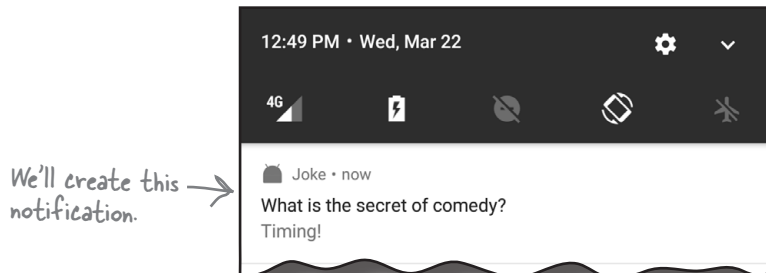 12:49 PM • Wed, Mar 22
4G
We'll create this
notification.
Joke • now
What is the secret of comedy?
Timing!